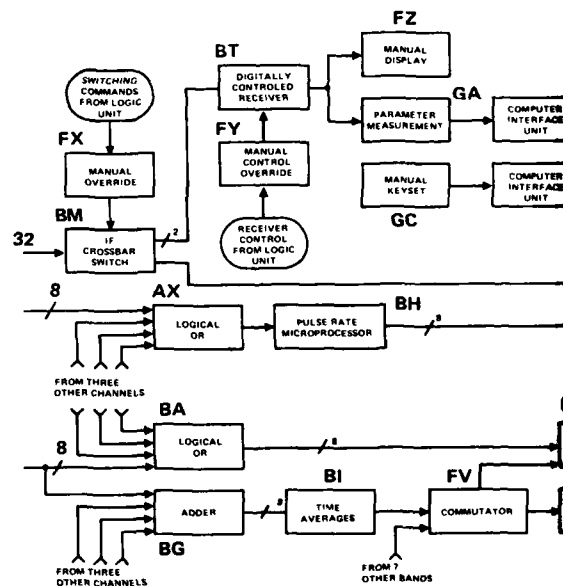 FZ
BT
MANUAL
DISPLAY
SWITCHING
COMMANDS
FROM LOGIC
UNIT
DIGITALLY
CONTROLED
RECEIVER
GA
PARAMETER
MEASUREMENT
COMPUTER
INTERFACE
UNIT
FX
FY
MANUAL
OVERRIDE
MANUAL
CONTROL
OVERRIDE
MANUAL
KEYSET
COMPUTER
INTERFACE
UNIT
GC
BM
32
IF
CROSSBAR
SWITCH
2
RECEIVER
CONTROL
FROM LOGIC
UNIT
8
AX
LOGICAL
OR
PULSE RATE
MICROPROCESSOR
BH
8
FROM THREE
OTHER CHANNELS
BA
8
LOGICAL
OR
8
BI
FV
ADDER
8
TIME
AVERAGES
COMMUTATOR
BG
FROM THREE
OTHER CHANNELS
FROM 7
OTHER BANDS